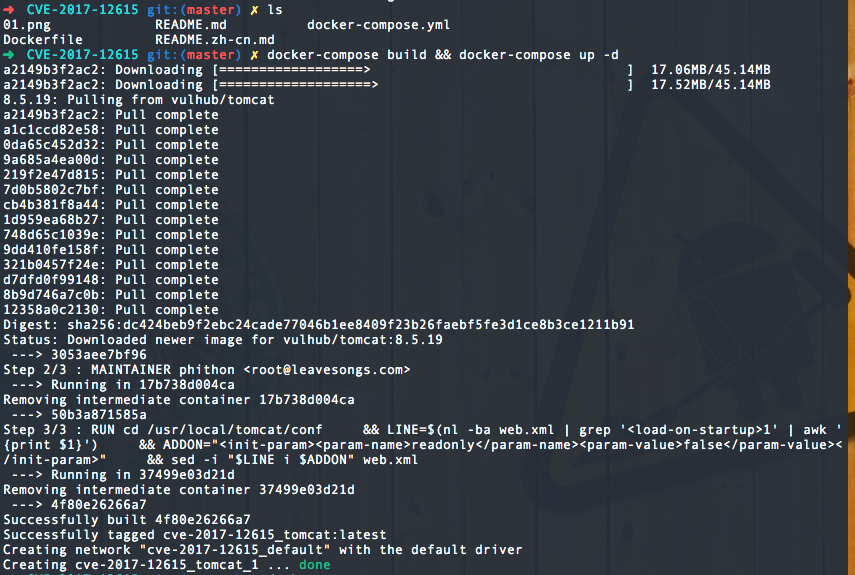 → CVE-2017-12615 git:(master) ✗ ls
01.png README.md docker-compose.yml
Dockerfile README.zh-cn.md
→ CVE-2017-12615 git:(master) ✗ docker-compose build && docker-compose up -d
a2149b3f2ac2: Downloading [==================> ] 17.06MB/45.14MB
a2149b3f2ac2: Downloading [===================> ] 17.52MB/45.14MB
8.5.19: Pulling from vulhub/tomcat
a2149b3f2ac2: Pull complete
a1c1ccd82e58: Pull complete
0da65c452d32: Pull complete
9a685a4ea00d: Pull complete
219f2e47d815: Pull complete
7d0b5802c7bf: Pull complete
cb4b381f8a44: Pull complete
1d959ea68b27: Pull complete
748d65c1039e: Pull complete
9dd410fe158f: Pull complete
321b0457f24e: Pull complete
d7dfd0f99148: Pull complete
8b9d746a7c0b: Pull complete
12358a0c2130: Pull complete
Digest: sha256:dc424beb9f2ebc24cade77046b1ee8409f23b26faebf5fe3d1ce8b3ce1211b91
Status: Downloaded newer image for vulhub/tomcat:8.5.19
---> 3053aee7bf96
Step 2/3 : MAINTAINER phithon <root@leavesongs.com>
---> Running in 17b738d004ca
Removing intermediate container 17b738d004ca
---> 50b3a871585a
Step 3/3 : RUN cd /usr/local/tomcat/conf && LINE=$(nl -ba web.xml | grep '<load-on-startup>1' | awk '
{print $1}') && ADDON="<init-param><param-name>readonly</param-name><param-value>false</param-value><
/init-param>" && sed -i "$LINE i $ADDON" web.xml
---> Running in 37499e03d21d
Removing intermediate container 37499e03d21d
---> 4f80e26266a7
Successfully built 4f80e26266a7
Successfully tagged cve-2017-12615_tomcat:latest
Creating network "cve-2017-12615_default" with the default driver
Creating cve-2017-12615_tomcat_1 ... done